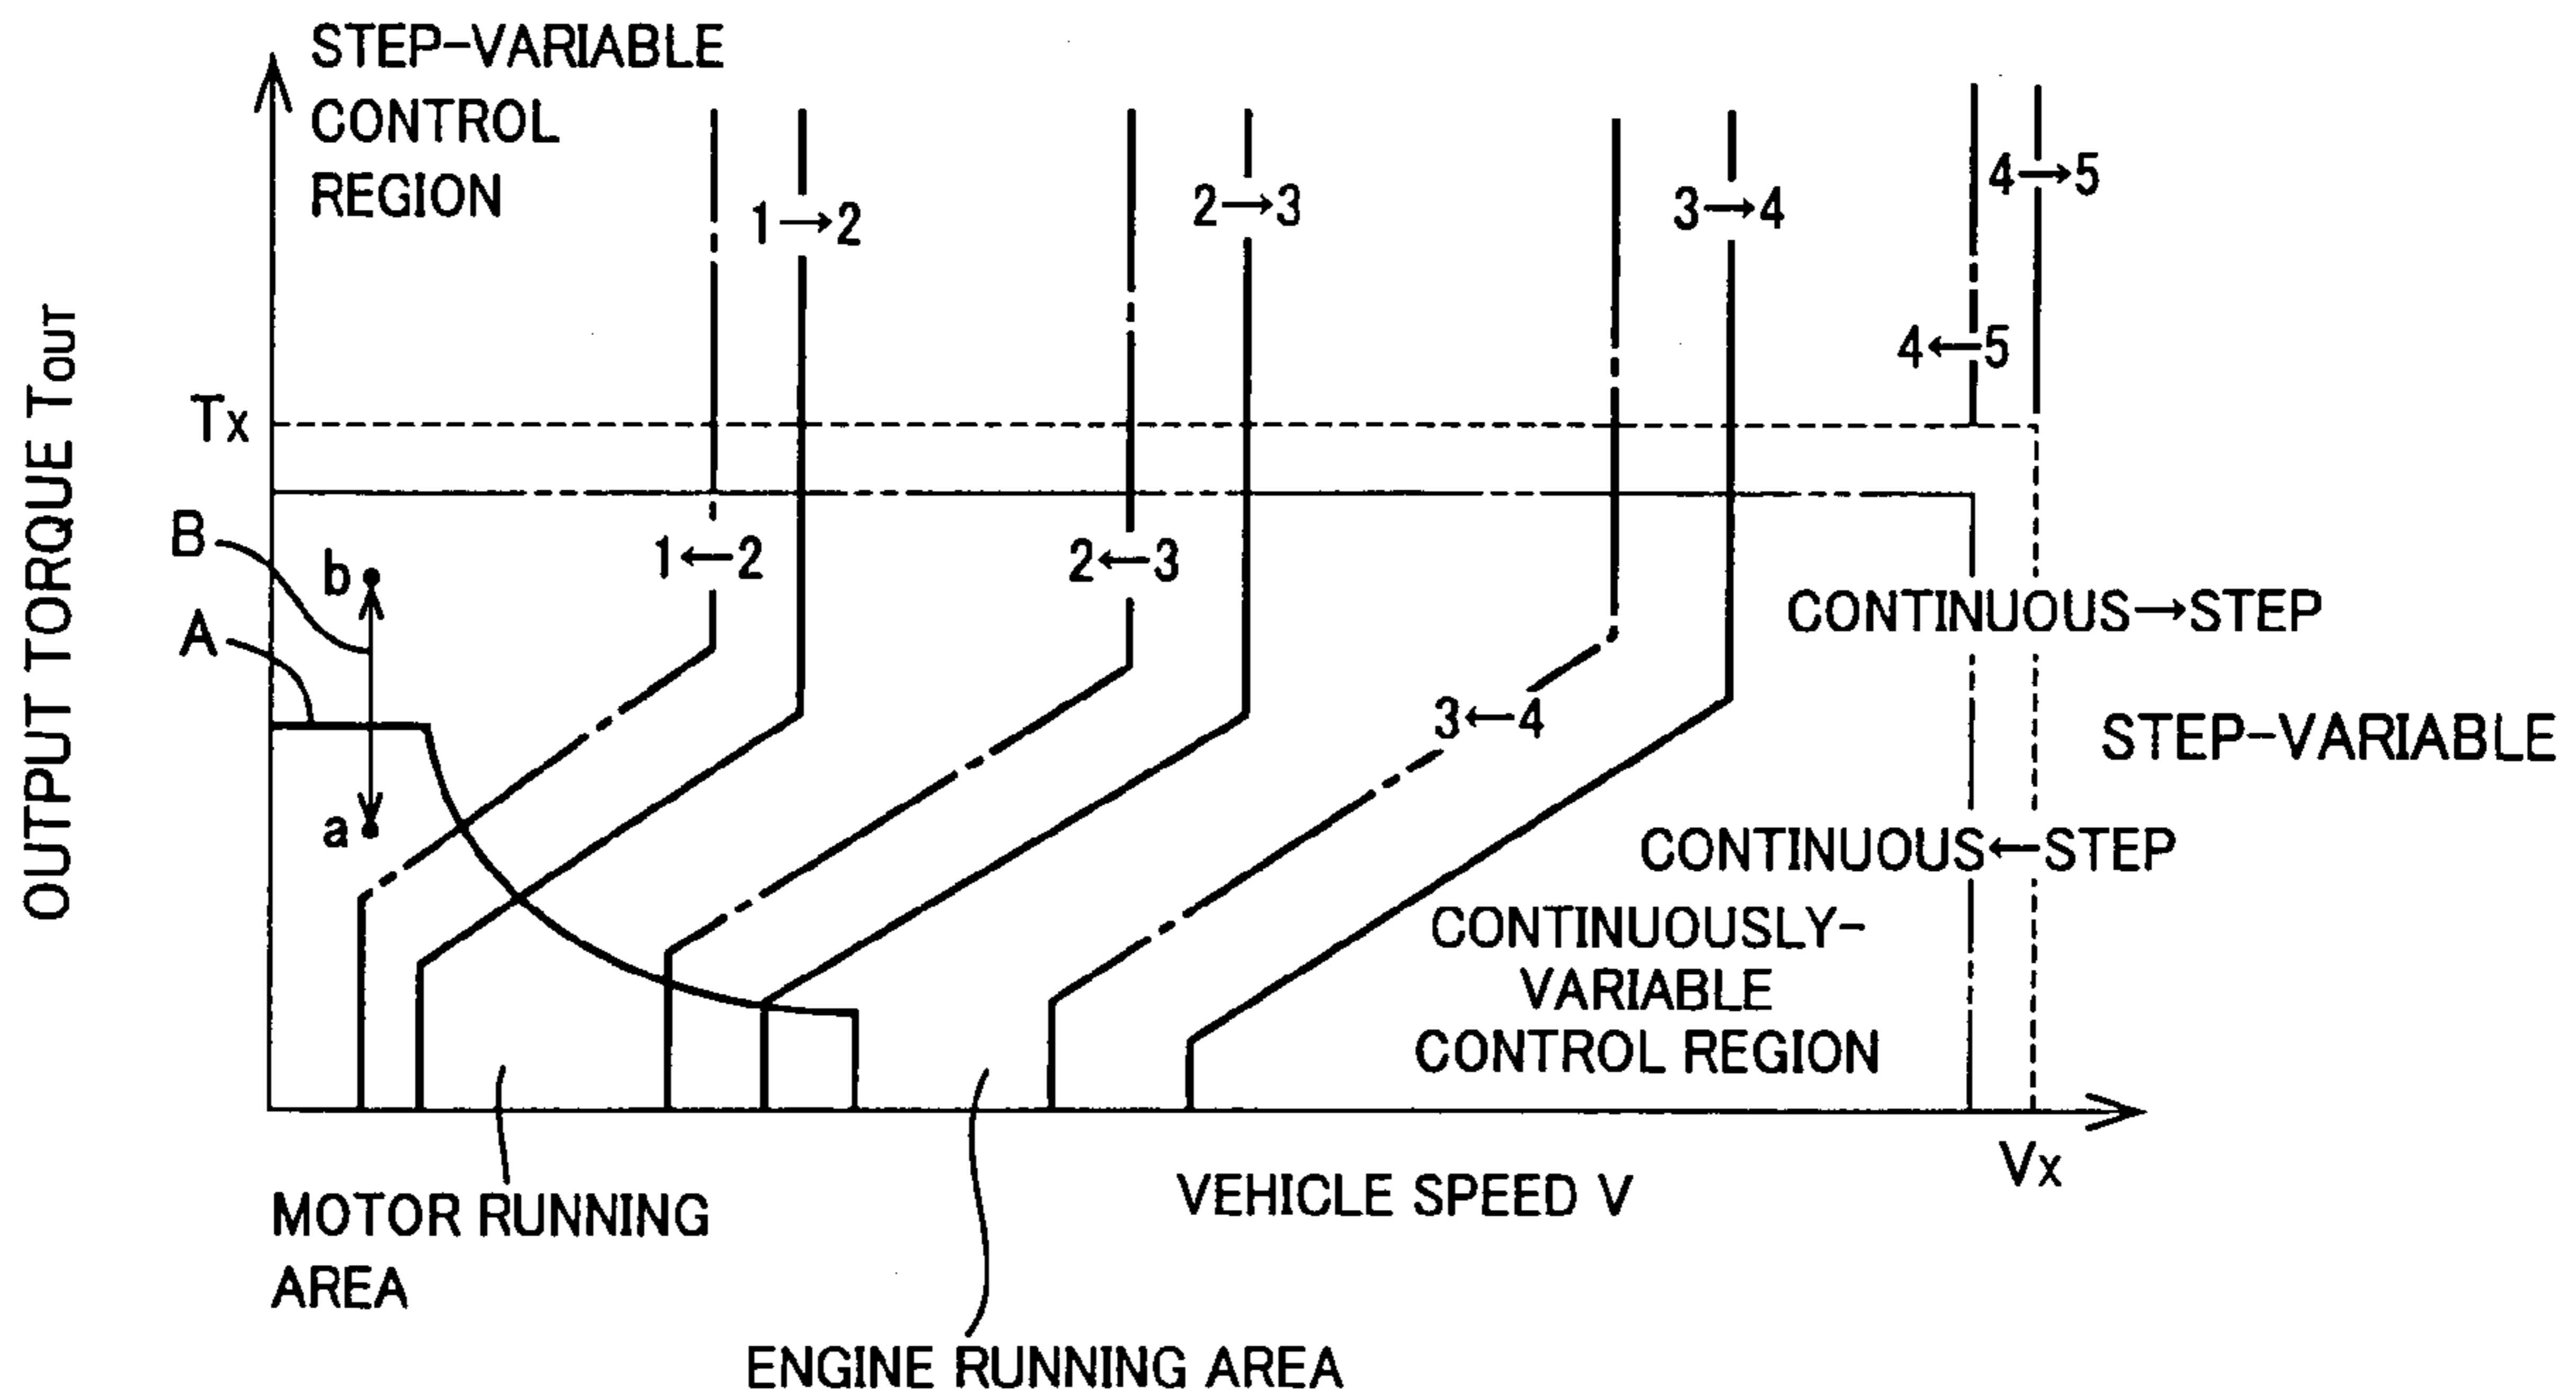 STEP-VARIABLE
CONTROL
REGION
1→2
2→3
3→4
4→5
4←5
OUTPUT TORQUE TOUT
TX
B
b
A
a
1←2
2←3
3←4
CONTINUOUS→STEP
STEP-VARIABLE
CONTINUOUS←STEP
CONTINUOUSLY-
VARIABLE
CONTROL REGION
VX
VEHICLE SPEED V
MOTOR RUNNING
AREA
ENGINE RUNNING AREA